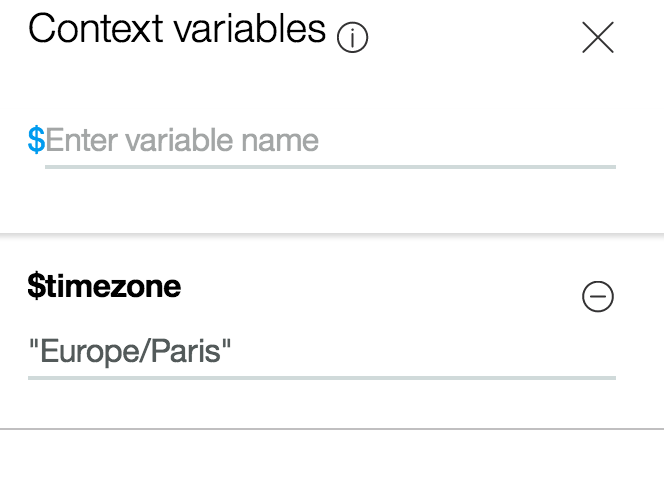 Context variables
$Enter variable name
$timezone
"Europe/Paris"